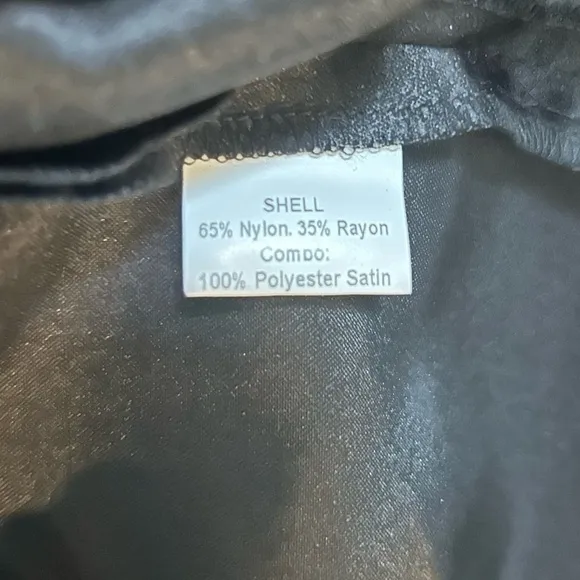 SHELL
65% Nylon. 35% Rayon
Combo:
100% Polyester Satin